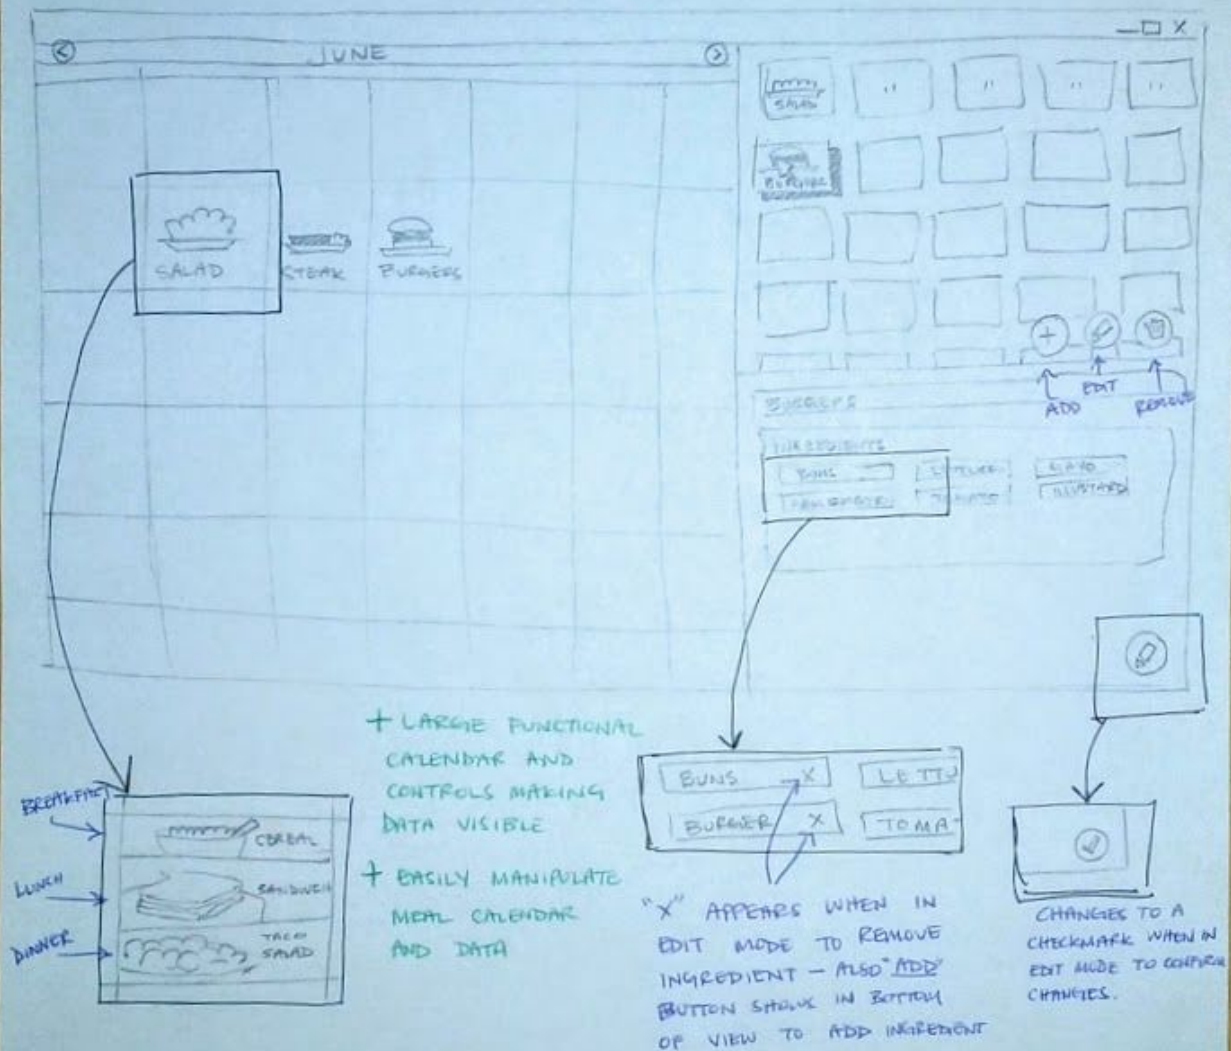 JUNE
SALAD
BURGERS
SALAD
STEAK
BURGERS
+
ADD
EDIT
REMOVE
BURGERS
INGREDIENTS
BUNS
LETTUCE
MAYO
TOMATO
MUSTARD
BREAKFAST
LUNCH
DINNER
CEREAL
SANDWICH
TACO
SALAD
+ LARGE FUNCTIONAL
CALENDAR AND
CONTROLS MAKING
DATA VISIBLE
+ EASILY MANIPULATE
MEAL CALENDAR
AND DATA
BUNS X
LETTU
BURGER X
TOMA
"X" APPEARS WHEN IN
EDIT MODE TO REMOVE
INGREDIENT - ALSO "ADD"
BUTTON SHOWS IN BOTTOM
OF VIEW TO ADD INGREDIENT
CHANGES TO A
CHECKMARK WHEN IN
EDIT MODE TO CONFIRM
CHANGES.